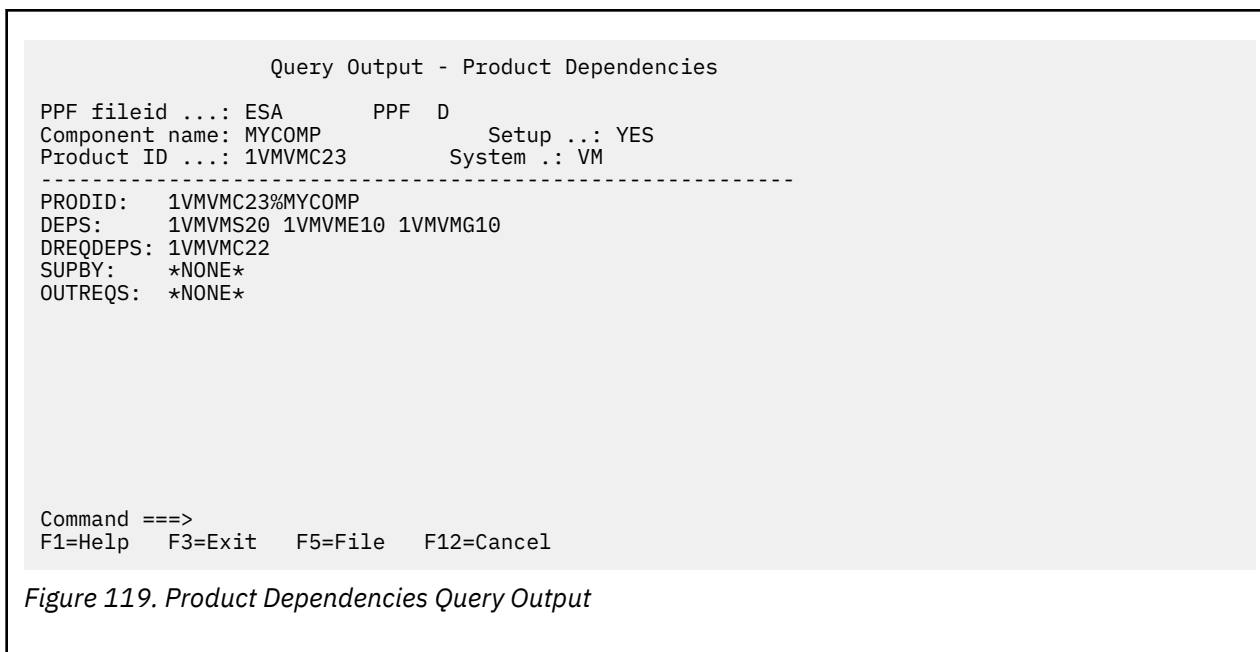 Query Output - Product Dependencies
PPF fileid ...: ESA PPF D
Component name: MYCOMP Setup ..: YES
Product ID ...: 1VMVMC23 System .: VM
-----------------------------------------------------------
PRODID: 1VMVMC23%MYCOMP
DEPS: 1VMVMS20 1VMVME10 1VMVMG10
DREQDEPS: 1VMVMC22
SUPBY: *NONE*
OUTREQS: *NONE*
Command ===>
F1=Help F3=Exit F5=File F12=Cancel
Figure 119. Product Dependencies Query Output